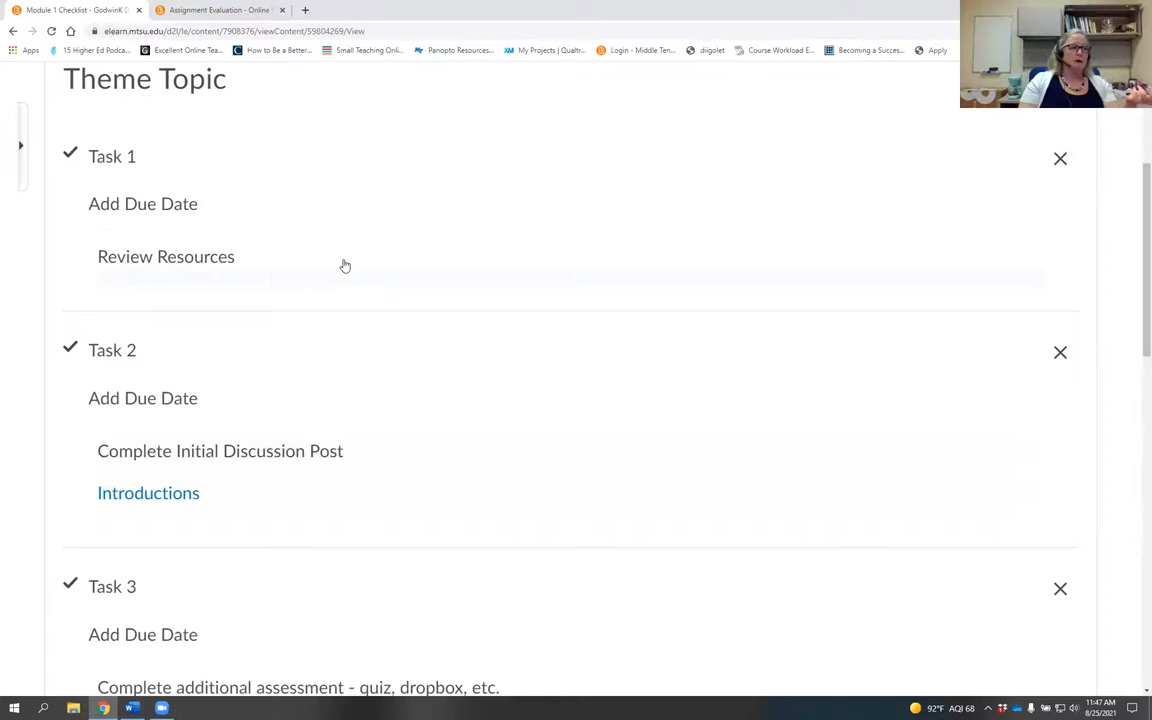 Module 1 Checklist - GodwinK D
Assignment Evaluation - Online
elearn.mtsu.edu/d2l/le/content/7908376/viewContent/59804269/View
Apps
15 Higher Ed Podca...
Excellent Online Tea...
How to Be a Better...
Small Teaching Onli...
Panopto Resources...
My Projects | Qualtr...
Login - Middle Ten...
diigolet
Course Workload E...
Becoming a Succes...
Apply
Theme Topic
Task 1
Add Due Date
Review Resources
Task 2
Add Due Date
Complete Initial Discussion Post
Introductions
Task 3
Add Due Date
Complete additional assessment - quiz, dropbox, etc.
92°F AQI 68
11:47 AM
8/25/2021